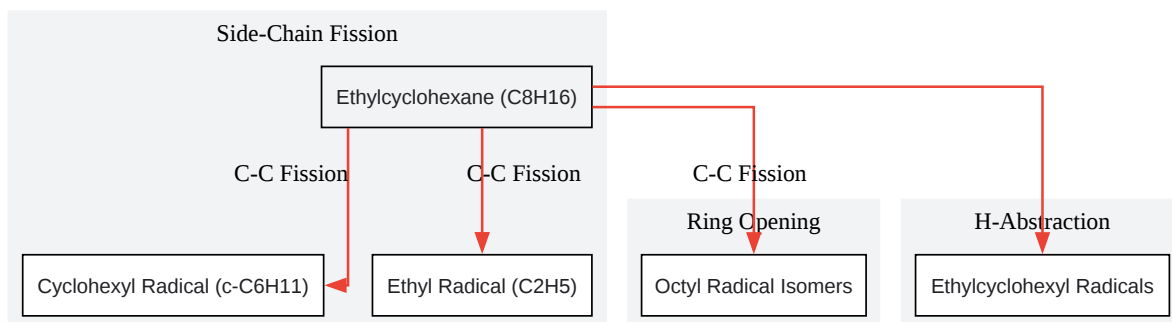 Side-Chain Fission
Ethylcyclohexane (C8H16)
C-C Fission
C-C Fission
C-C Fission
Ring Opening
H-Abstraction
Cyclohexyl Radical (c-C6H11)
Ethyl Radical (C2H5)
Octyl Radical Isomers
Ethylcyclohexyl Radicals